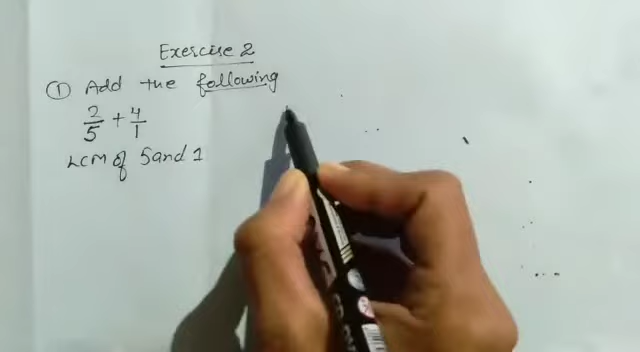 Exercise 2
① Add the following
2/5 + 4/1
LCM of 5 and 1